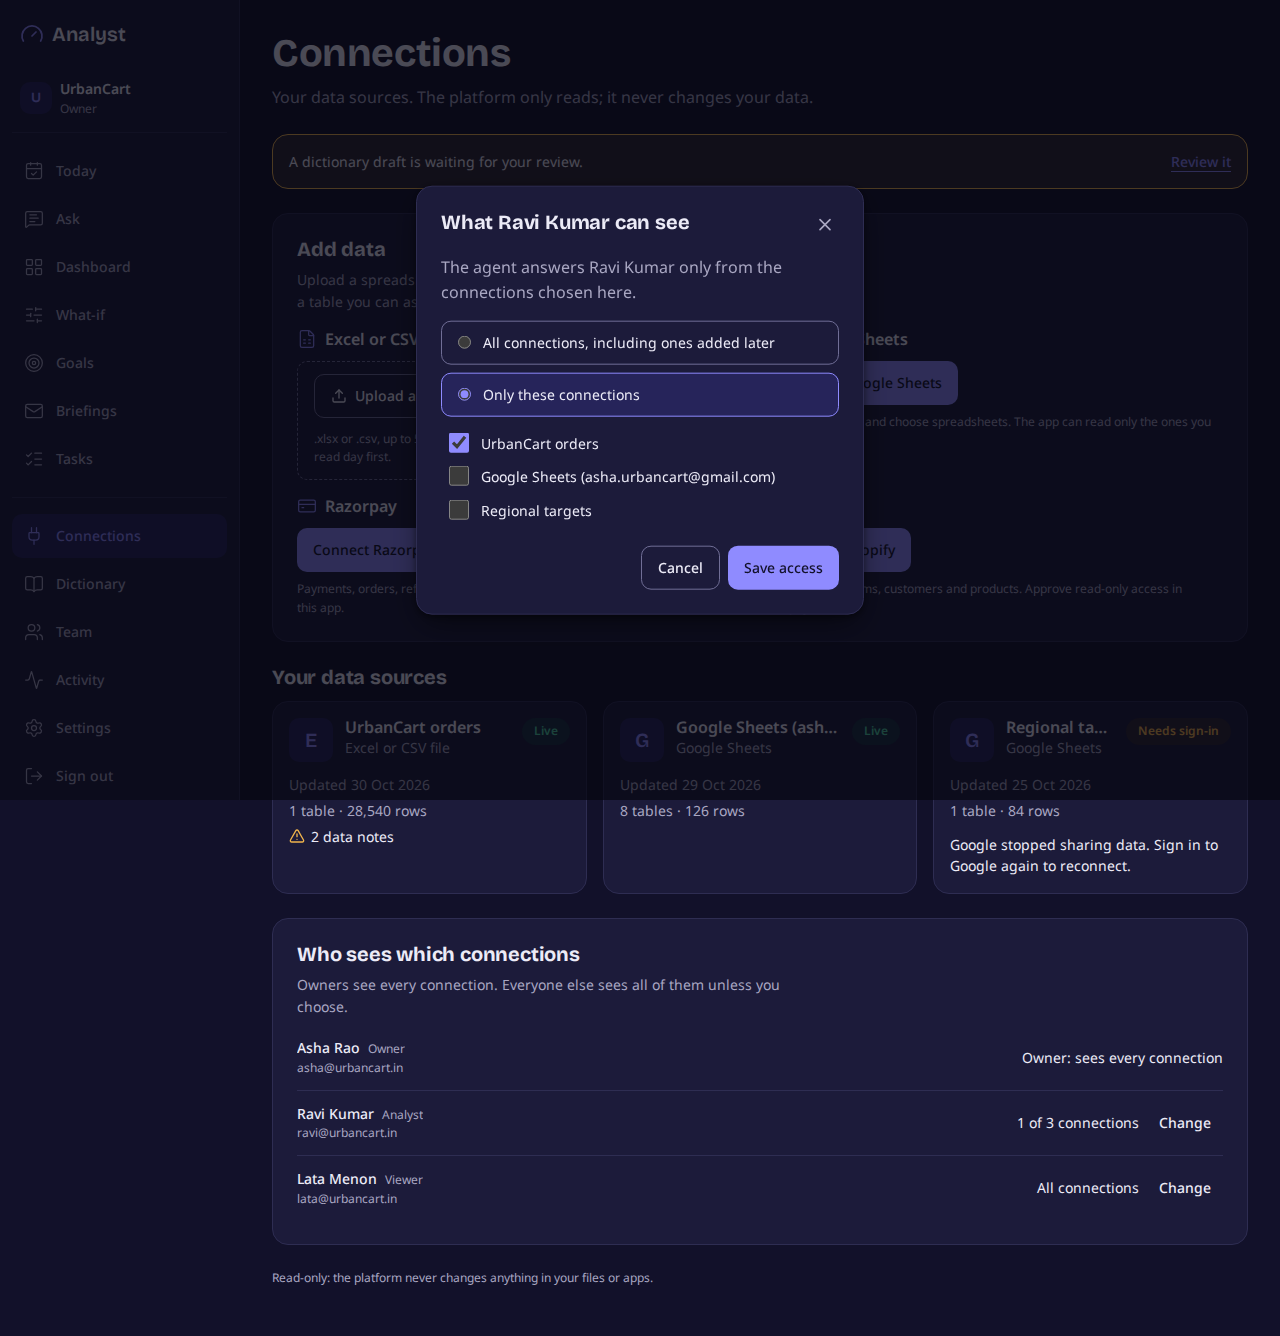 Analyst
U
UrbanCart
Owner
Today
Ask
Dashboard
What-if
Goals
Briefings
Tasks
Connections
Dictionary
Team
Activity
Settings
Sign out
Connections
Your data sources. The platform only reads; it never changes your data.
A dictionary draft is waiting for your review.
Review it
Add data
Upload a spreads
a table you can as
Excel or CSV
Upload a
.xlsx or .csv, up to
read day first.
heets
ogle Sheets
and choose spreadsheets. The app can read only the ones you
Razorpay
Connect Razorp
Payments, orders, ref
this app.
opify
ms, customers and products. Approve read-only access in
What Ravi Kumar can see
The agent answers Ravi Kumar only from the
connections chosen here.
All connections, including ones added later
Only these connections
UrbanCart orders
Google Sheets (asha.urbancart@gmail.com)
Regional targets
Cancel
Save access
Your data sources
E
UrbanCart orders
Excel or CSV file
Live
Updated 30 Oct 2026
1 table · 28,540 rows
2 data notes
G
Google Sheets (ash...
Google Sheets
Live
Updated 29 Oct 2026
8 tables · 126 rows
G
Regional ta...
Google Sheets
Needs sign-in
Updated 25 Oct 2026
1 table · 84 rows
Google stopped sharing data. Sign in to
Google again to reconnect.
Who sees which connections
Owners see every connection. Everyone else sees all of them unless you
choose.
Asha Rao Owner
asha@urbancart.in
Owner: sees every connection
Ravi Kumar Analyst
ravi@urbancart.in
1 of 3 connections
Change
Lata Menon Viewer
lata@urbancart.in
All connections
Change
Read-only: the platform never changes anything in your files or apps.